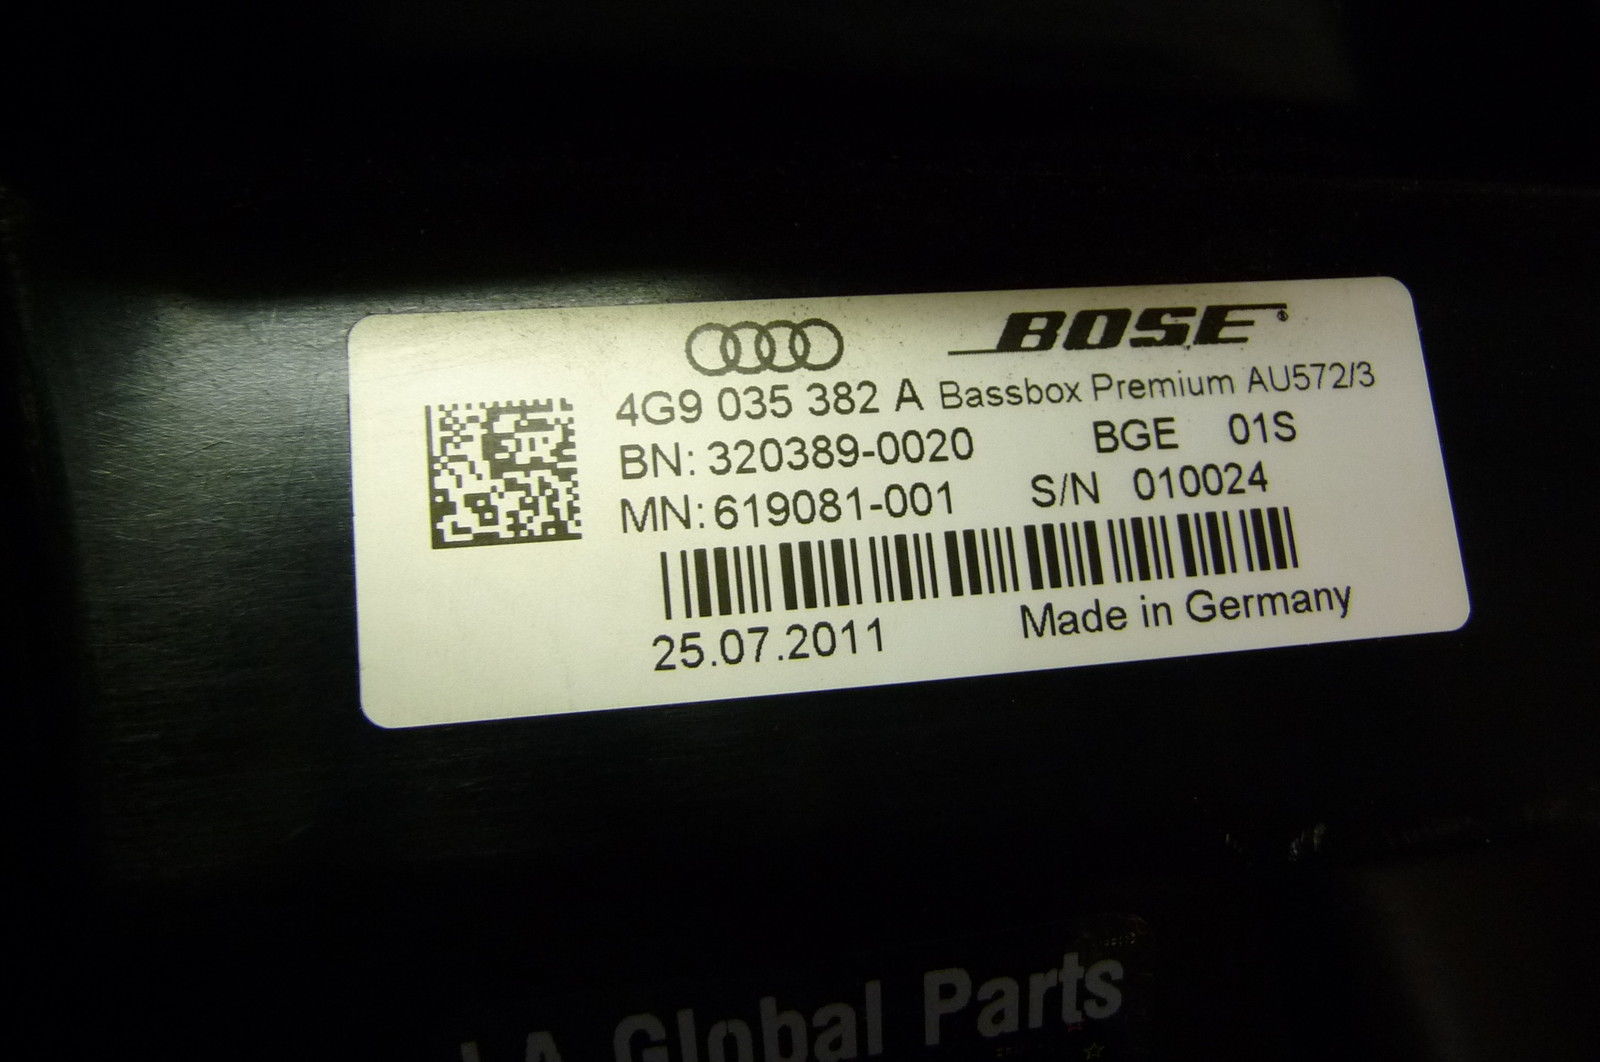 BOSE®
4G9 035 382 A Bassbox Premium AU572/3
BN: 320389-0020 BGE 01S
MN: 619081-001 S/N 010024
25.07.2011 Made in Germany
LA Global Parts